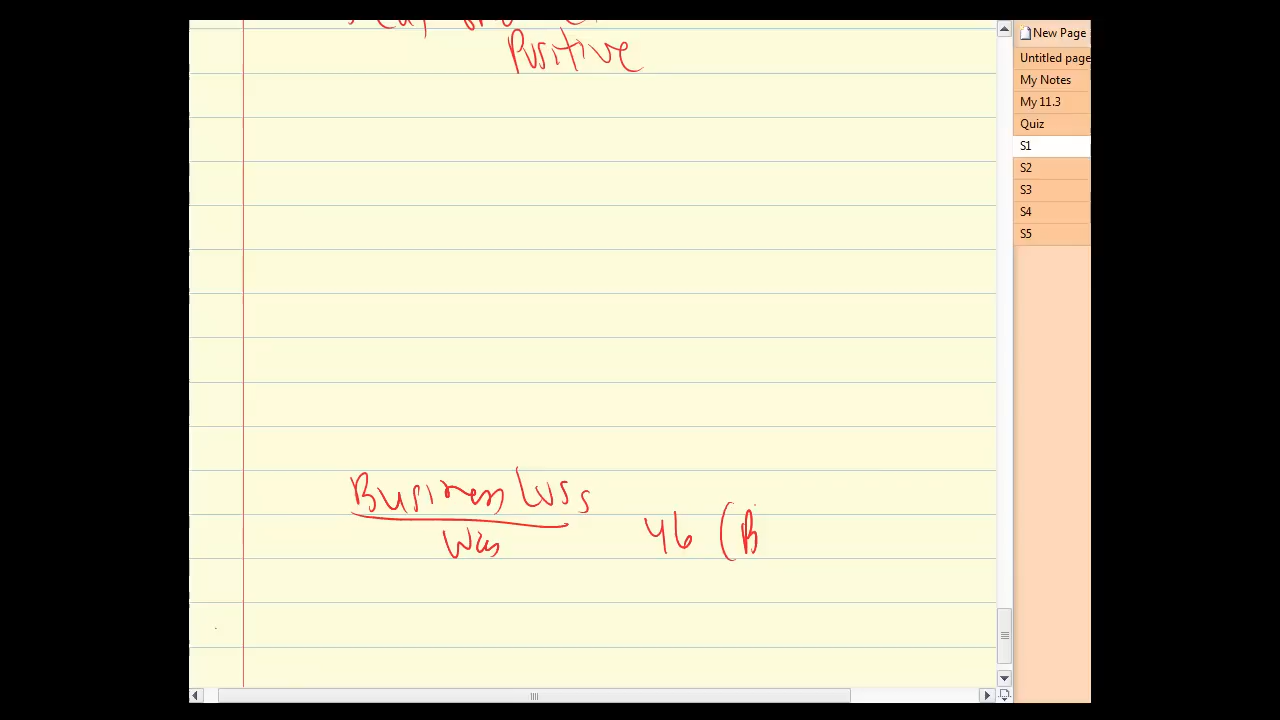 Positive
Business Loss
Was
46 (B
New Page
Untitled page
My Notes
My 11.3
Quiz
S1
S2
S3
S4
S5